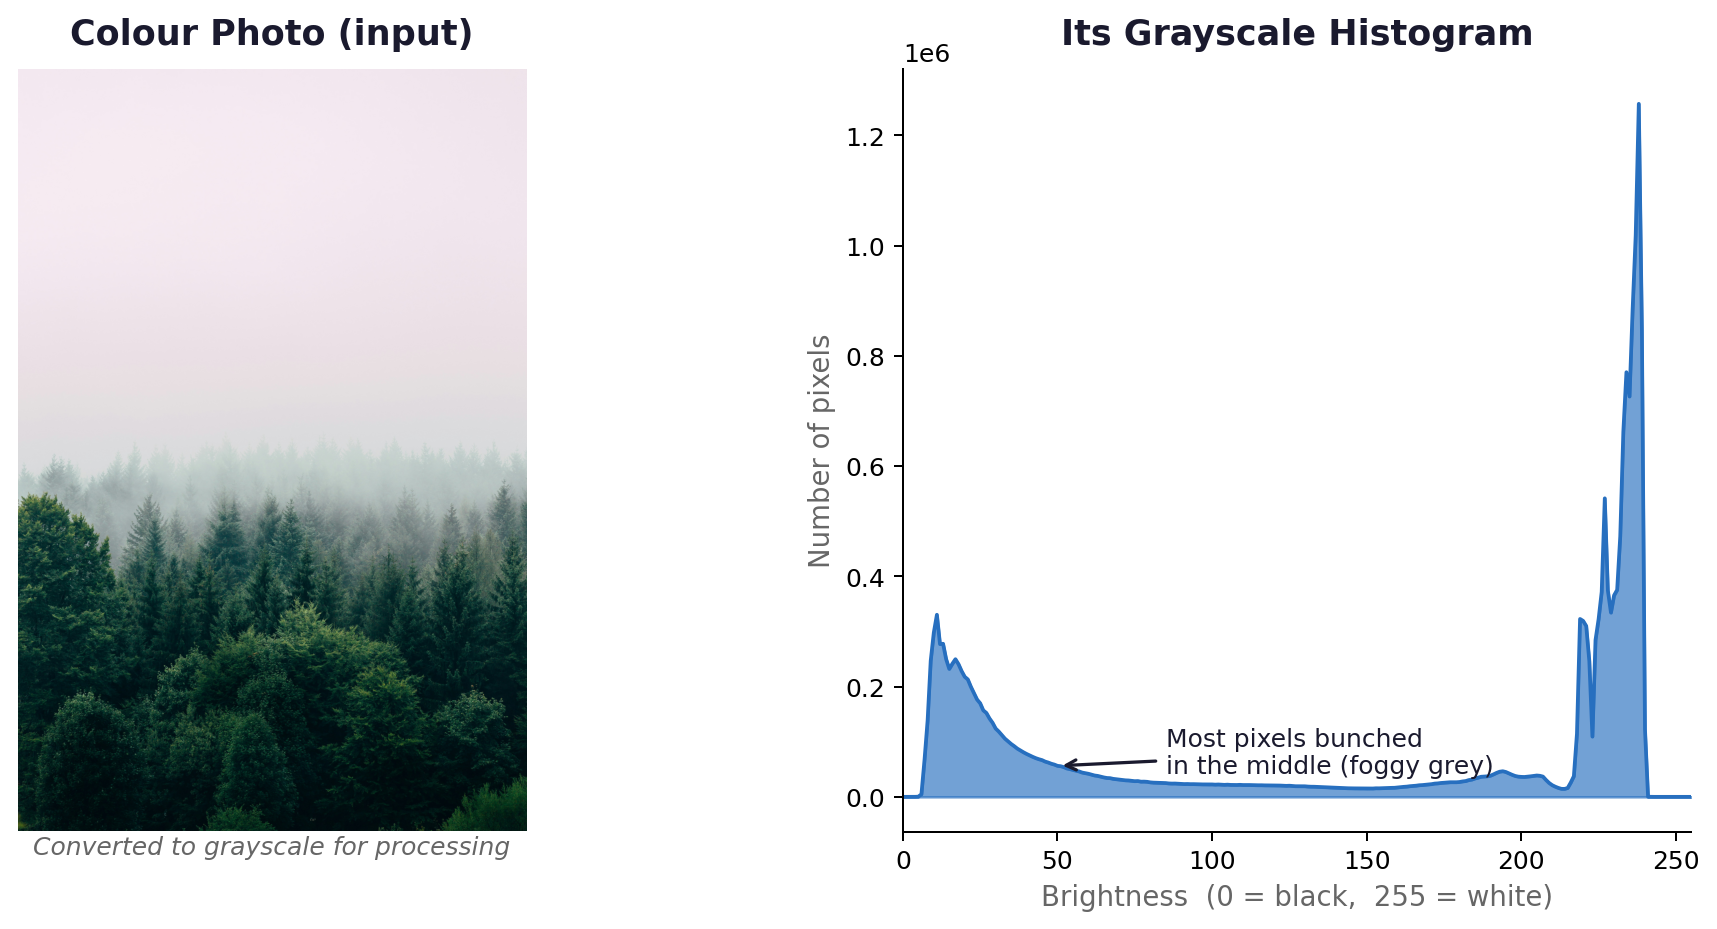 Colour Photo (input)
Converted to grayscale for processing
Its Grayscale Histogram
1e6
1.2
1.0
0.8
0.6
0.4
0.2
0.0
Number of pixels
Most pixels bunched
in the middle (foggy grey)
0 50 100 150 200 250
Brightness (0 = black, 255 = white)